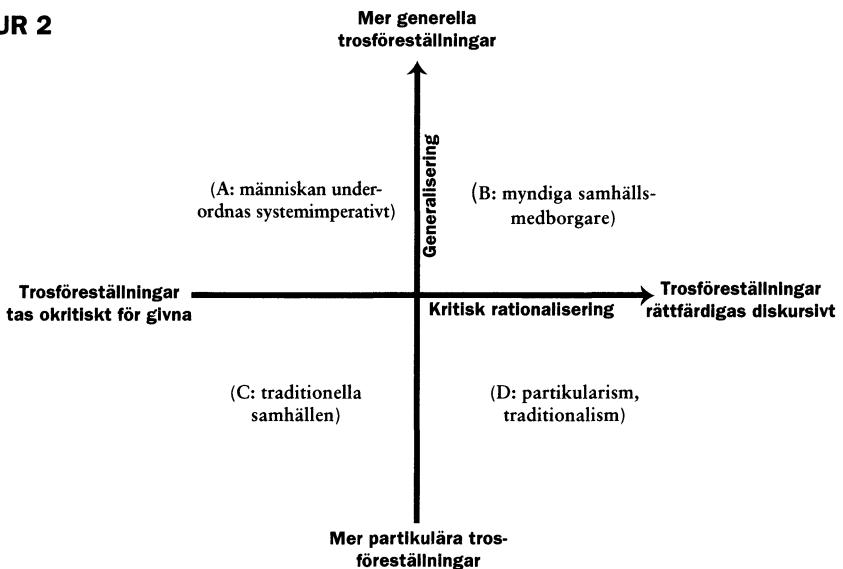 UR 2
Mer generella
trosföreställningar
Generalisering
(A: människan under-
ordnas systemimperativt)
(B: myndiga samhälls-
medborgare)
Trosföreställningar
tas okritiskt för givna
Kritisk rationalisering
Trosföreställningar
rättfärdigas diskursivt
(C: traditionella
samhällen)
(D: partikularism,
traditionalism)
Mer partikulära tros-
föreställningar